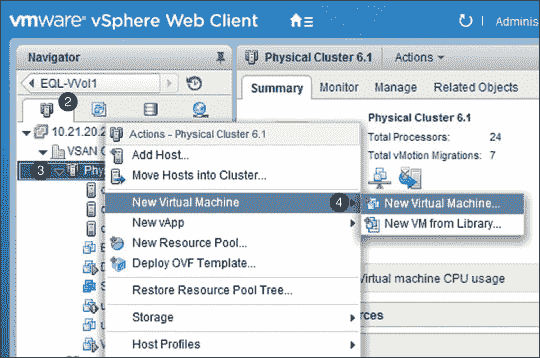 vmware® vSphere Web Client
Adminis
Navigator
EQL-VVol1
2
10.21.20.2
VSAN C
3
Phy
Physical Cluster 6.1
Actions
Summary
Monitor
Manage
Related Objects
Physical Cluster 6.1
Total Processors: 24
Total vMotion Migrations: 7
Actions - Physical Cluster 6.1
Add Host...
Move Hosts into Cluster...
New Virtual Machine
4
New Virtual Machine...
New vApp
New VM from Library...
New Resource Pool...
Deploy OVF Template...
Virtual machine CPU usage
Restore Resource Pool Tree...
rces
Storage
Host Profiles